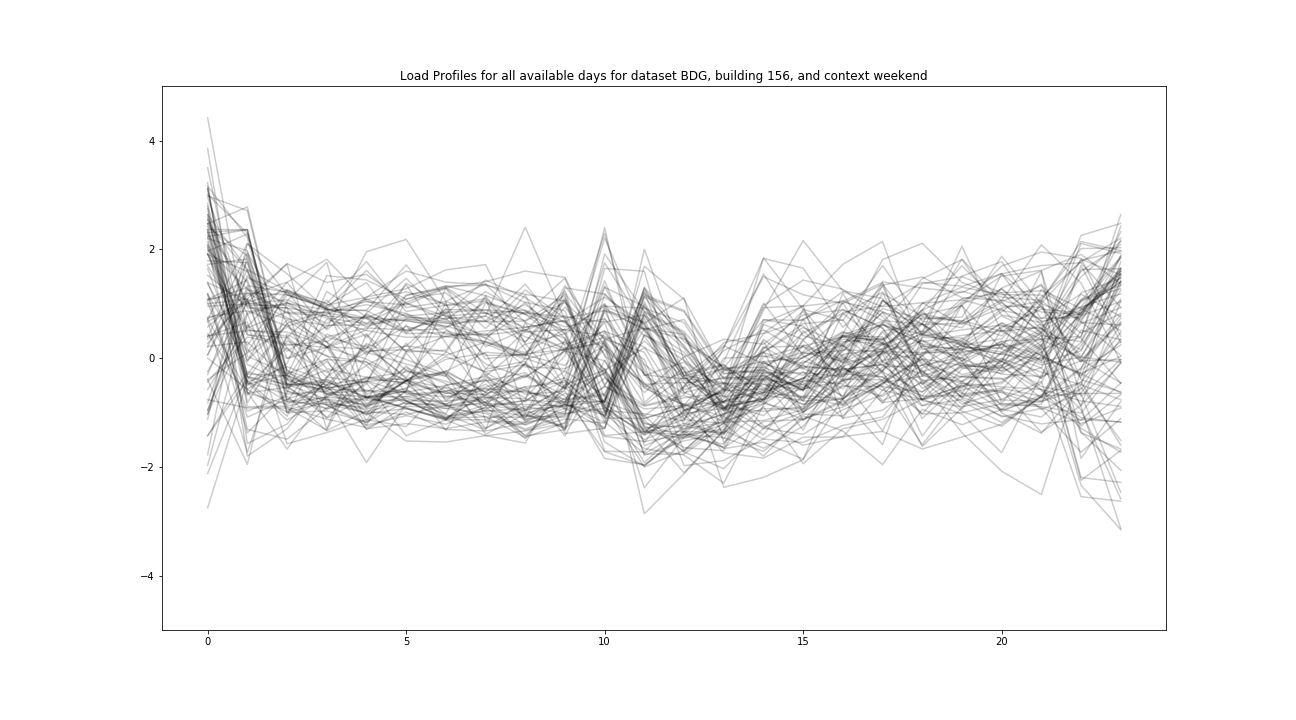 Load Profiles for all available days for dataset BDG, building 156, and context weekend
4
2
0
−2
−4
0 5 10 15 20